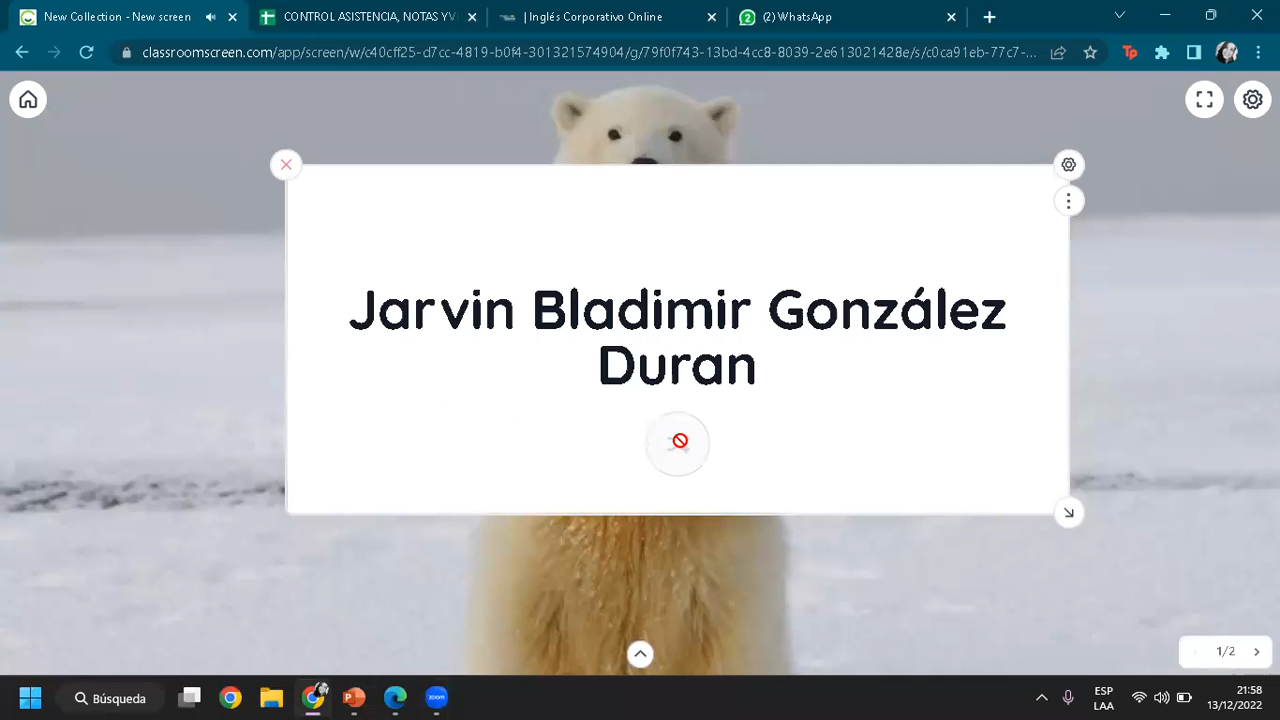 New Collection - New screen
CONTROL ASISTENCIA, NOTAS YVI
| Inglés Corporativo Online
(2) WhatsApp
classroomscreen.com/app/screen/w/c40cff25-d7cc-4819-b0f4-301321574904/g/79f0f743-13bd-4cc8-8039-2e613021428e/s/c0ca91eb-77c7-...
Jarvin Bladimir González
Duran
1/2
Búsqueda
zoom
ESP
LAA
21:58
13/12/2022